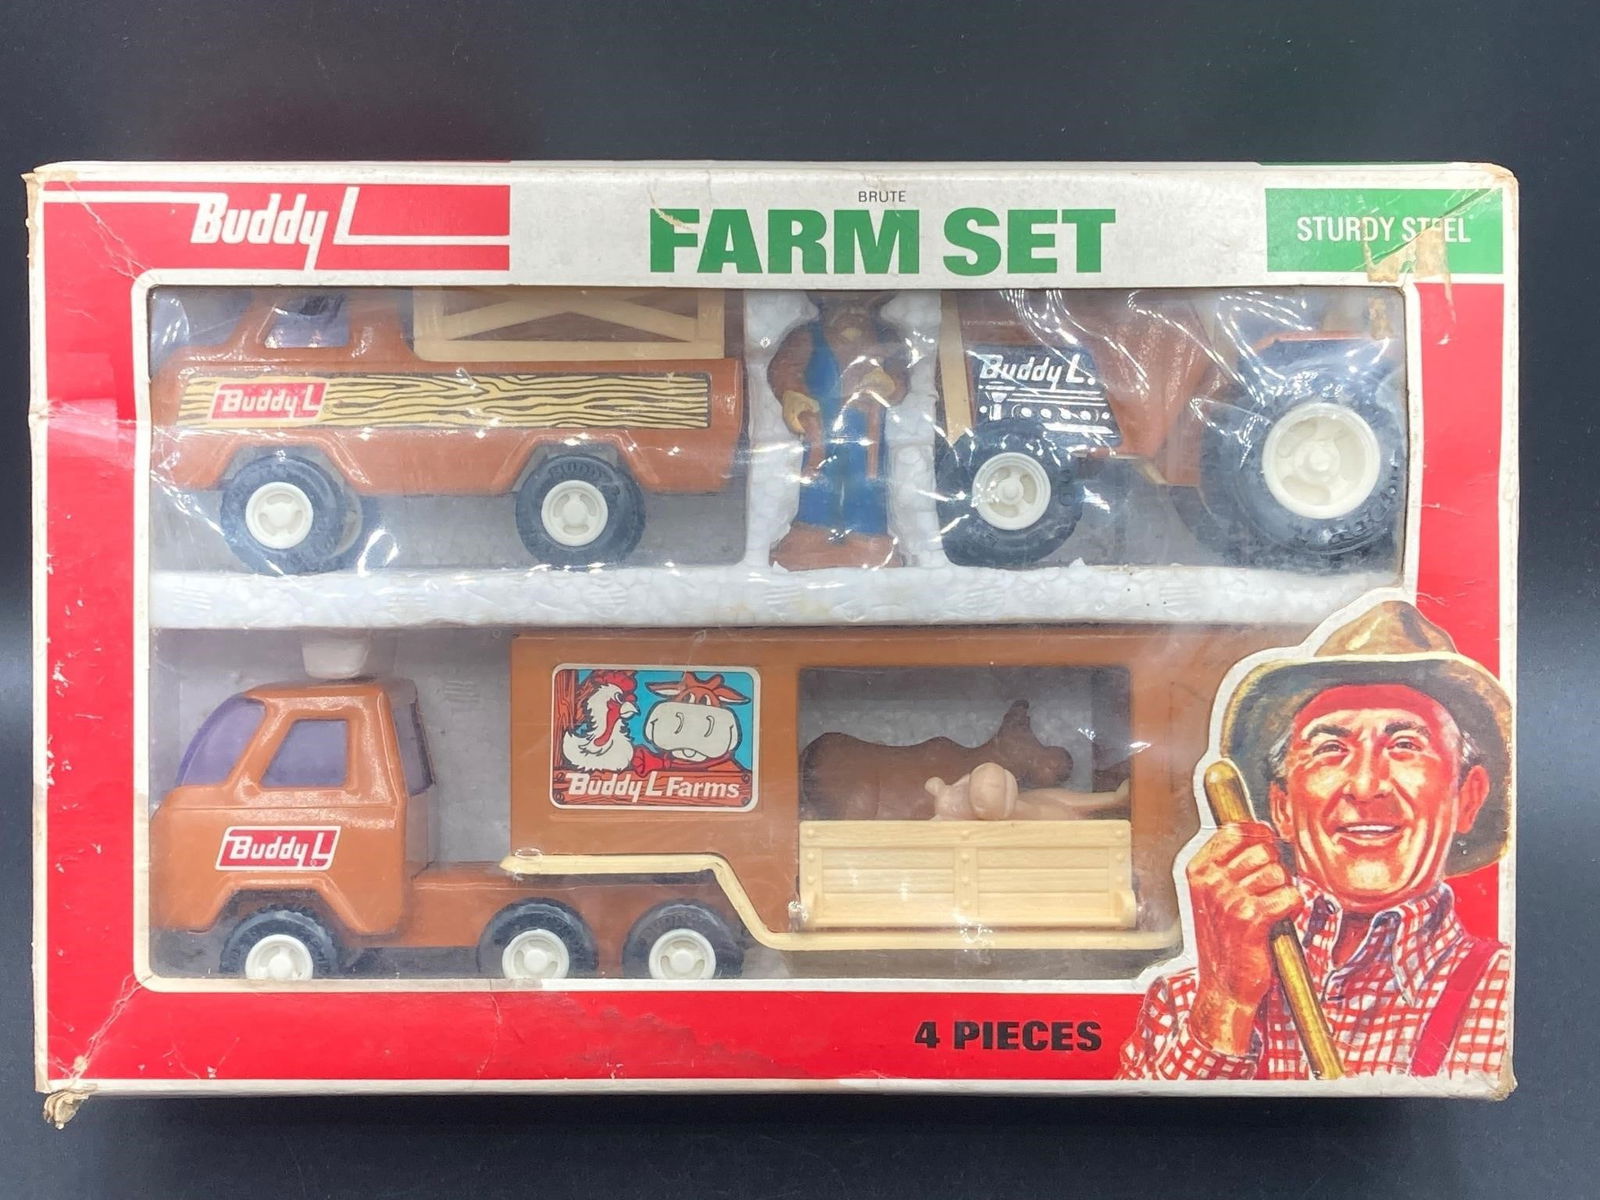 Buddy L
BRUTE
FARM SET
STURDY STEEL
Buddy L
Buddy L.
Buddy L Farms
Buddy L
4 PIECES